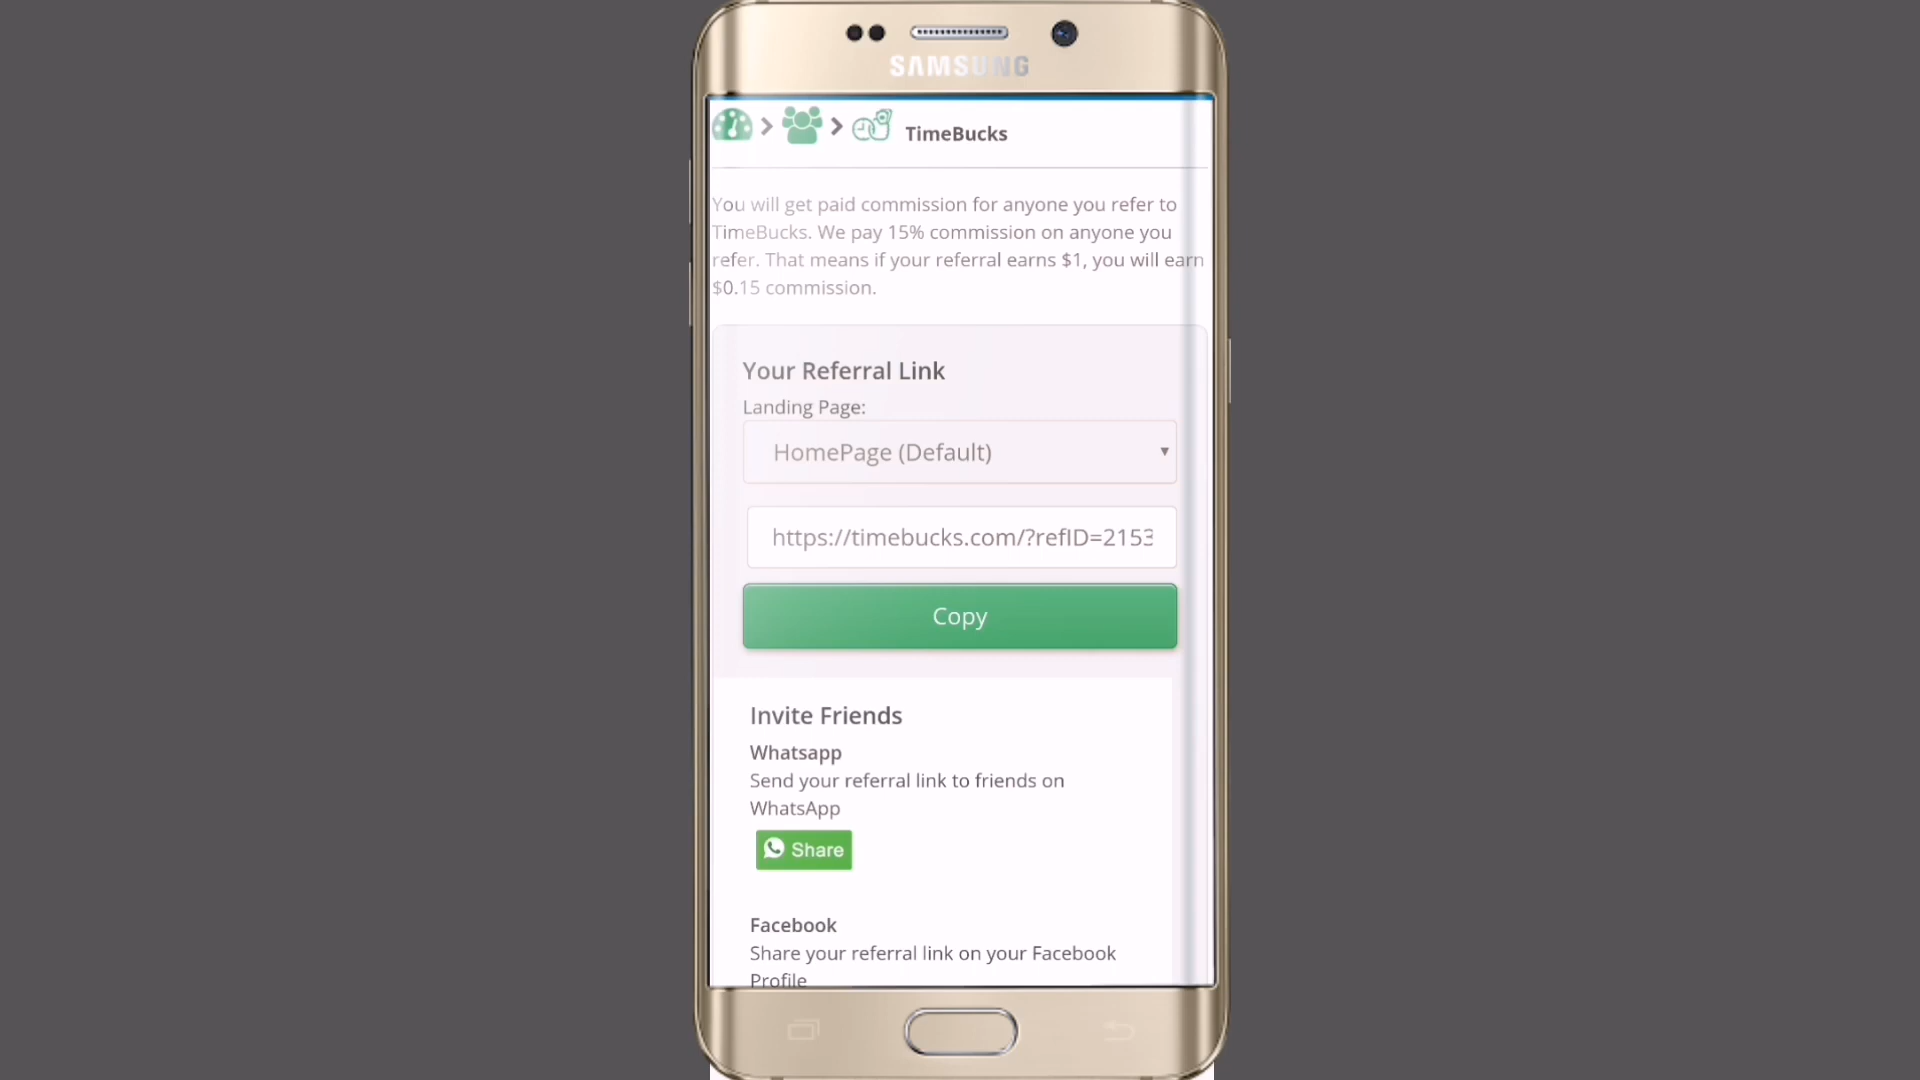 SAMSUNG
TimeBucks
You will get paid commission for anyone you refer to
TimeBucks. We pay 15% commission on anyone you
refer. That means if your referral earns $1, you will earn
$0.15 commission.
Your Referral Link
Landing Page:
HomePage (Default)
https://timebucks.com/?refID=2153
Copy
Invite Friends
Whatsapp
Send your referral link to friends on
WhatsApp
Share
Facebook
Share your referral link on your Facebook
Profile